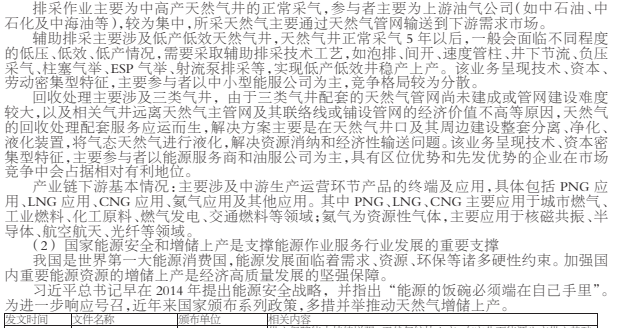 排采作业主要为中高产天然气井的正常采气,参与者主要为上游油气公司(如中石油、中
石化及中海油等),较为集中,所采天然气主要通过天然气管网输送到下游需求市场。
辅助排采主要涉及低产低效天然气井,天然气井正常采气5年以后,一般会面临不同程度
的低压、低效、低产情况,需要采取辅助排采技术工艺,如泡排、间开、速度管柱、井下节流、负压
采气、柱塞气举、ESP气举、射流泵排采等,实现低产低效井稳产上产。该业务呈现技术、资本、
劳动密集型特征,主要参与者以中小型能服公司为主,竞争格局较为分散。
回收处理主要涉及三类气井,由于三类气井配套的天然气管网尚未建成或管网建设难度
较大,以及相关气井远离天然气主管网及其联络线或铺设管网的经济价值不高等原因,天然气
的回收处理配套服务应运而生,解决方案主要是在天然气井口及其周边建设整套分离、净化、
液化装置,将气态天然气进行液化,解决资源消纳和经济性输送问题。该业务呈现技术、资本密
集型特征,主要参与者以能源服务商和油服公司为主,具有区位优势和先发优势的企业在市场
竞争中会占据相对有利地位。
产业链下游基本情况:主要涉及中游生产运营环节产品的终端及应用,具体包括PNG应
用、LNG应用、CNG应用、氦气应用及其他应用。其中PNG、LNG、CNG主要应用于城市燃气、
工业燃料、化工原料、燃气发电、交通燃料等领域;氦气为资源性气体,主要应用于核磁共振、半
导体、航空航天、光纤等领域。
(2)国家能源安全和增储上产是支撑能源作业服务行业发展的重要支撑
我国是世界第一大能源消费国,能源发展面临着需求、资源、环保等诸多硬性约束。加强国
内重要能源资源的增储上产是经济高质量发展的坚强保障。
习近平总书记早在2014年提出能源安全战略,并指出“能源的饭碗必须端在自己手里”。
为进一步响应号召,近年来国家颁布系列政策,多措并举推动天然气增储上产。
发文时间 文件名称 颁布单位 相关内容